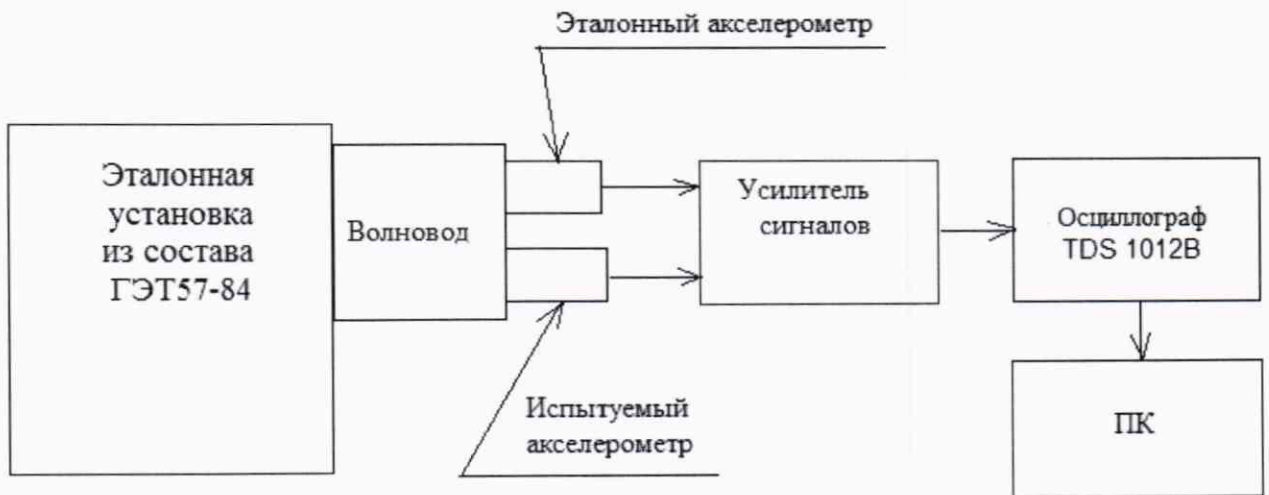 Эталонный акселерометр
Эталонная
установка
из состава
ГЭТ57-84
Волновод
Усилитель
сигналов
Осциллограф
TDS 1012B
Испытуемый
акселерометр
ПК